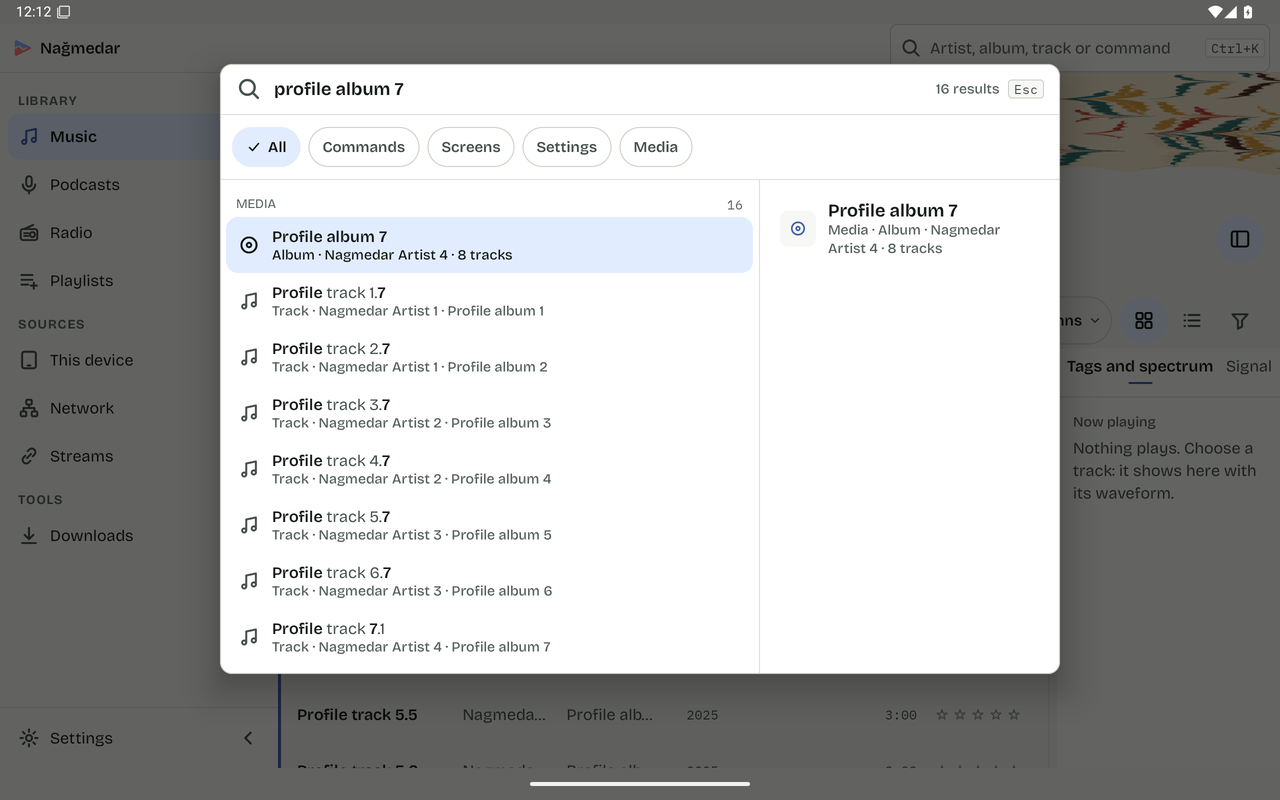 12:12
Nağmedar
Artist, album, track or command
Ctrl+K
profile album 7
16 results
Esc
All
Commands
Screens
Settings
Media
LIBRARY
Music
Podcasts
Radio
Playlists
SOURCES
This device
Network
Streams
TOOLS
Downloads
Settings
MEDIA
16
Profile album 7
Album · Nagmedar Artist 4 · 8 tracks
Profile track 1.7
Track · Nagmedar Artist 1 · Profile album 1
Profile track 2.7
Track · Nagmedar Artist 1 · Profile album 2
Profile track 3.7
Track · Nagmedar Artist 2 · Profile album 3
Profile track 4.7
Track · Nagmedar Artist 2 · Profile album 4
Profile track 5.7
Track · Nagmedar Artist 3 · Profile album 5
Profile track 6.7
Track · Nagmedar Artist 3 · Profile album 6
Profile track 7.1
Track · Nagmedar Artist 4 · Profile album 7
Profile album 7
Media · Album · Nagmedar
Artist 4 · 8 tracks
Tags and spectrum
Signal
Now playing
Nothing plays. Choose a
track: it shows here with
its waveform.
Profile track 5.5
Nagmeda...
Profile alb...
2025
3:00